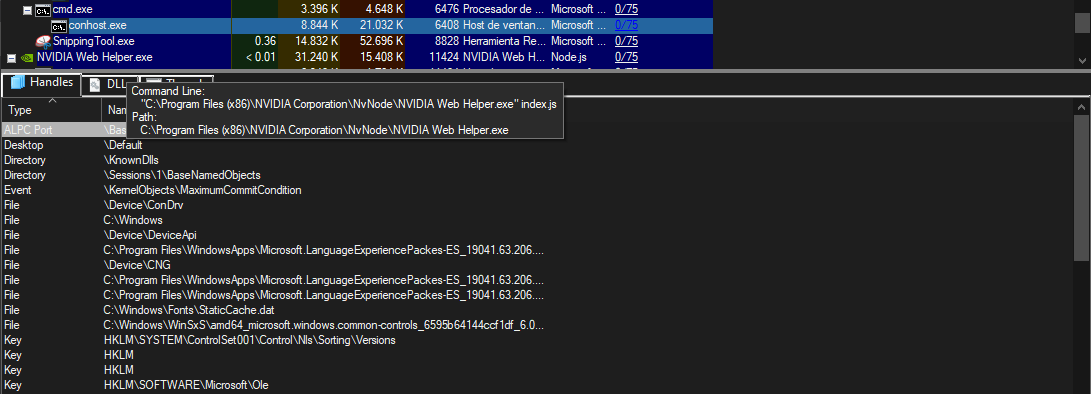 cmd.exe 3.396 K 4.648 K 6476 Procesador de ... Microsoft ... 0/75
conhost.exe 8.844 K 21.032 K 6408 Host de ventan... Microsoft ... 0/75
SnippingTool.exe 0.36 14.832 K 52.696 K 8828 Herramienta Re... Microsoft ... 0/75
NVIDIA Web Helper.exe < 0.01 31.240 K 15.408 K 11424 NVIDIA Web H... Node.js 0/75
Handles DLL
Command Line:
"C:\Program Files (x86)\NVIDIA Corporation\NvNode\NVIDIA Web Helper.exe" index.js
Path:
C:\Program Files (x86)\NVIDIA Corporation\NvNode\NVIDIA Web Helper.exe
Type
ALPC Port
Desktop \Default
Directory \KnownDlls
Directory \Sessions\1\BaseNamedObjects
Event \KernelObjects\MaximumCommitCondition
File \Device\ConDrv
File C:\Windows
File \Device\DeviceApi
File C:\Program Files\WindowsApps\Microsoft.LanguageExperiencePackes-ES_19041.63.206....
File \Device\CNG
File C:\Program Files\WindowsApps\Microsoft.LanguageExperiencePackes-ES_19041.63.206....
File C:\Program Files\WindowsApps\Microsoft.LanguageExperiencePackes-ES_19041.63.206....
File C:\Windows\Fonts\StaticCache.dat
File C:\Windows\WinSxS\amd64_microsoft.windows.common-controls_6595b64144ccf1df_6.0...
Key HKLM\SYSTEM\ControlSet001\Control\Nls\Sorting\Versions
Key HKLM
Key HKLM
Key HKLM\SOFTWARE\Microsoft\Ole